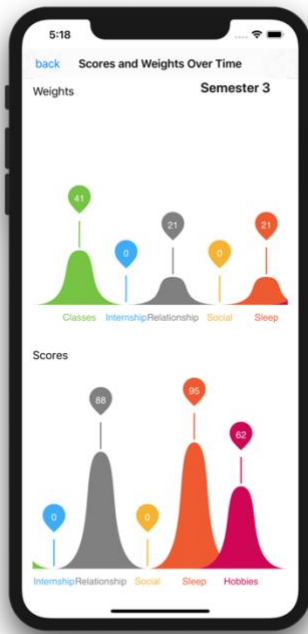 5:18
back Scores and Weights Over Time
Weights Semester 3
41 0 21 0 21
Classes Internship Relationship Social Sleep
Scores
0 88 0 95 62
Internship Relationship Social Sleep Hobbies